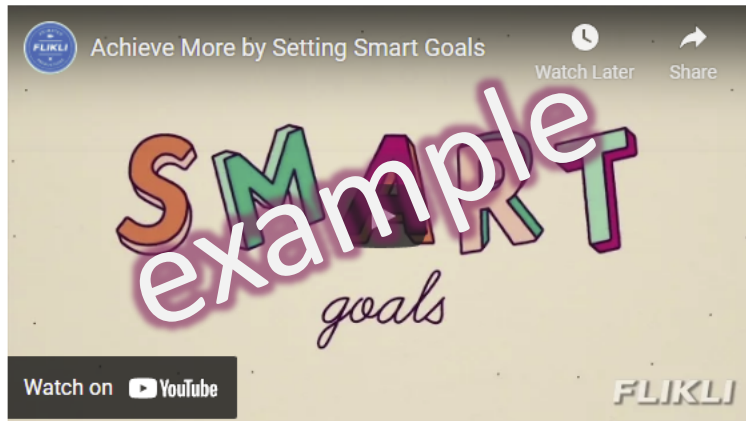 FLIKLI
Achieve More by Setting Smart Goals
Watch Later
Share
SMART
example
goals
Watch on YouTube
FLIKLI